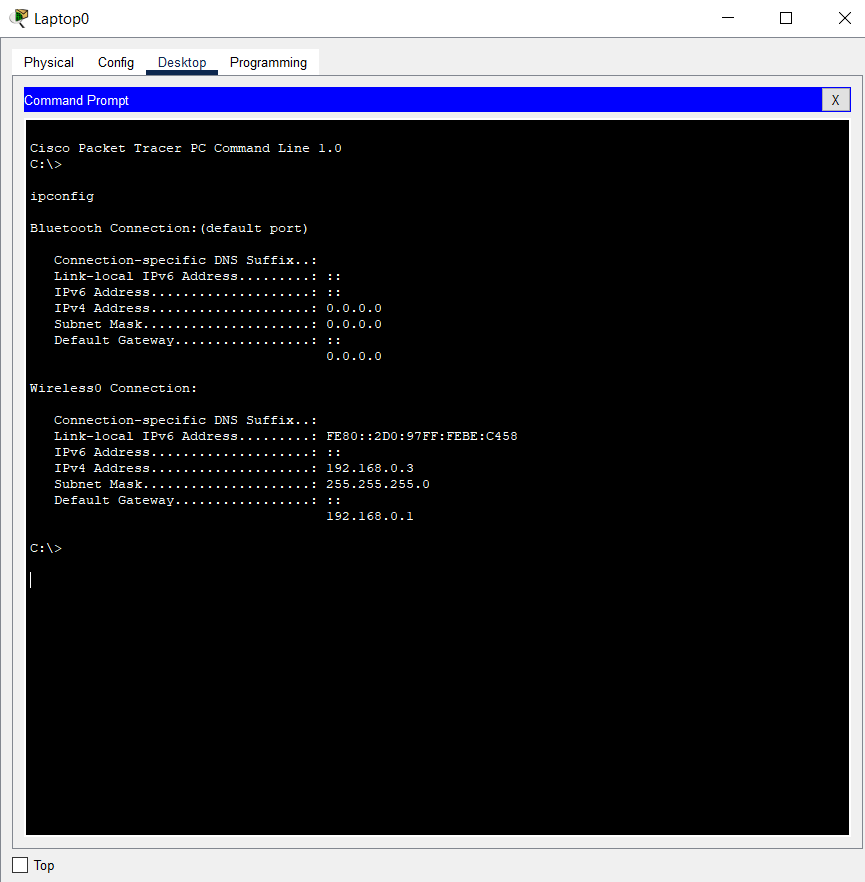 Laptop0
Physical Config Desktop Programming
Command Prompt X
Cisco Packet Tracer PC Command Line 1.0
C:\>
ipconfig
Bluetooth Connection:(default port)
Connection-specific DNS Suffix..:
Link-local IPv6 Address.........: ::
IPv6 Address....................: ::
IPv4 Address....................: 0.0.0.0
Subnet Mask.....................: 0.0.0.0
Default Gateway.................: ::
0.0.0.0
Wireless0 Connection:
Connection-specific DNS Suffix..:
Link-local IPv6 Address.........: FE80::2D0:97FF:FEBE:C458
IPv6 Address....................: ::
IPv4 Address....................: 192.168.0.3
Subnet Mask.....................: 255.255.255.0
Default Gateway.................: ::
192.168.0.1
C:\>
Top